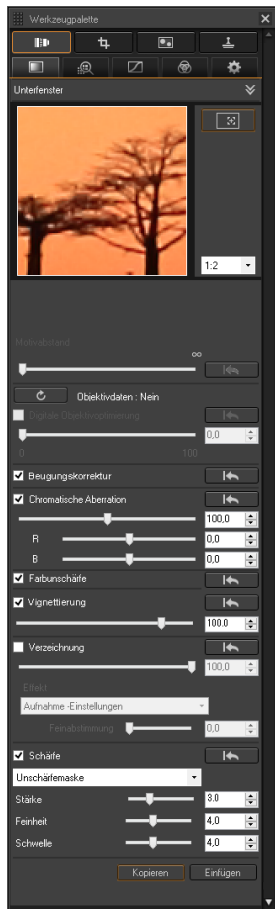 Werkzeugpalette
Unterfenster
1:2
Motivabstand
∞
Objektivdaten : Nein
Digitale Objektivoptimierung
0,0
0 100
Beugungskorrektur
Chromatische Aberration
100,0
R 0,0
B 0,0
Farbunschärfe
Vignettierung
100.0
Verzeichnung
100,0
Effekt
Aufnahme -Einstellungen
Feinabstimmung 0,0
Schärfe
Unschärfemaske
Stärke 3.0
Feinheit 4,0
Schwelle 4,0
Kopieren Einfügen